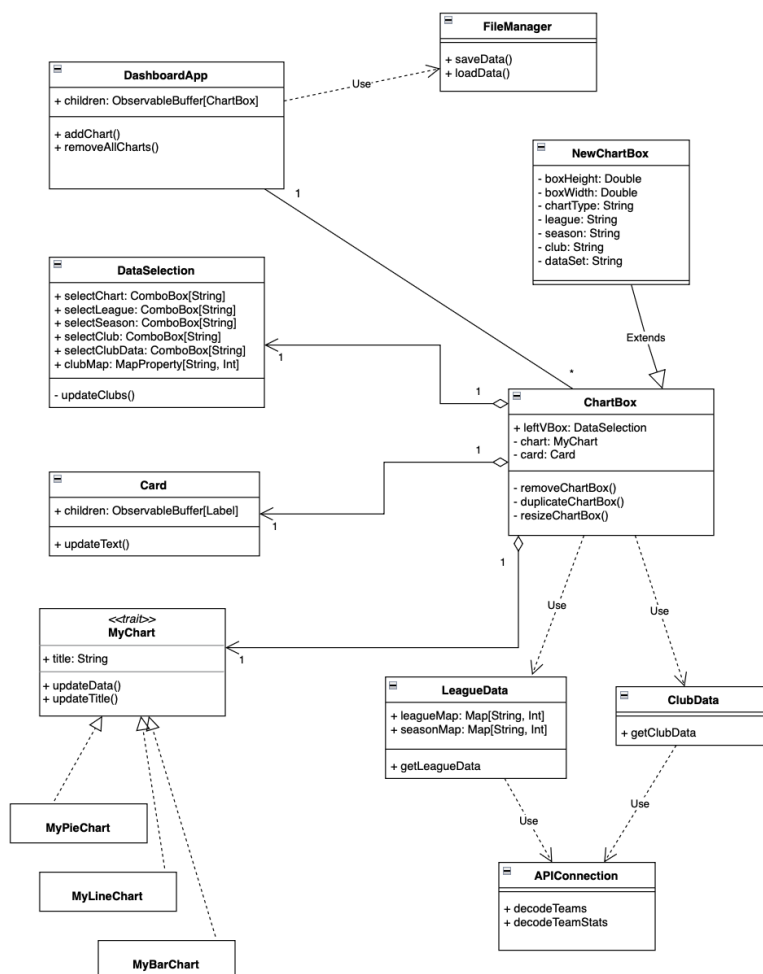 FileManager
+ saveData()
+ loadData()
DashboardApp
+ children: ObservableBuffer[ChartBox]
+ addChart()
+ removeAllCharts()
Use
NewChartBox
- boxHeight: Double
- boxWidth: Double
- chartType: String
- league: String
- season: String
- club: String
- dataSet: String
1
DataSelection
+ selectChart: ComboBox[String]
+ selectLeague: ComboBox[String]
+ selectSeason: ComboBox[String]
+ selectClub: ComboBox[String]
+ selectClubData: ComboBox[String]
+ clubMap: MapProperty[String, Int]
- updateClubs()
1
Extends
*
1
ChartBox
+ leftVBox: DataSelection
- chart: MyChart
- card: Card
- removeChartBox()
- duplicateChartBox()
- resizeChartBox()
1
Card
+ children: ObservableBuffer[Label]
+ updateText()
1
1
<<trait>>
MyChart
+ title: String
+ updateData()
+ updateTitle()
1
Use
Use
LeagueData
+ leagueMap: Map[String, Int]
+ seasonMap: Map[String, Int]
+ getLeagueData
ClubData
+ getClubData
Use
Use
MyPieChart
MyLineChart
MyBarChart
APIConnection
+ decodeTeams
+ decodeTeamStats